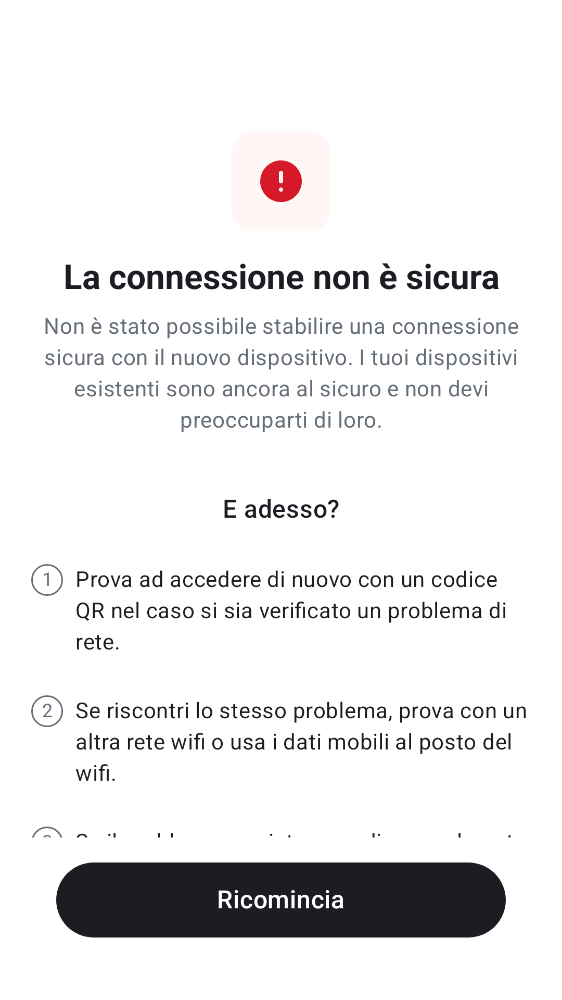 La connessione non è sicura
Non è stato possibile stabilire una connessione
sicura con il nuovo dispositivo. I tuoi dispositivi
esistenti sono ancora al sicuro e non devi
preoccuparti di loro.
E adesso?
1 Prova ad accedere di nuovo con un codice
QR nel caso si sia verificato un problema di
rete.
2 Se riscontri lo stesso problema, prova con un
altra rete wifi o usa i dati mobili al posto del
wifi.
Ricomincia